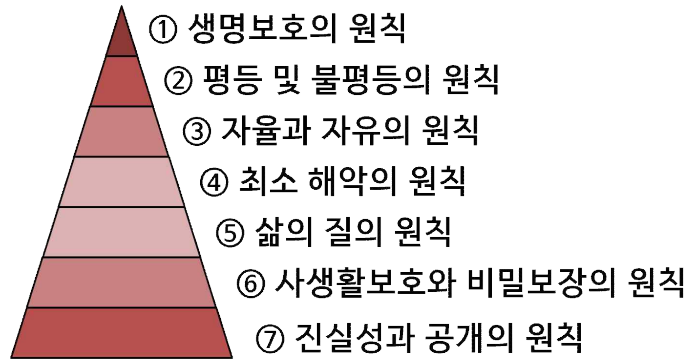 ① 생명보호의 원칙
② 평등 및 불평등의 원칙
③ 자율과 자유의 원칙
④ 최소 해악의 원칙
⑤ 삶의 질의 원칙
⑥ 사생활보호와 비밀보장의 원칙
⑦ 진실성과 공개의 원칙